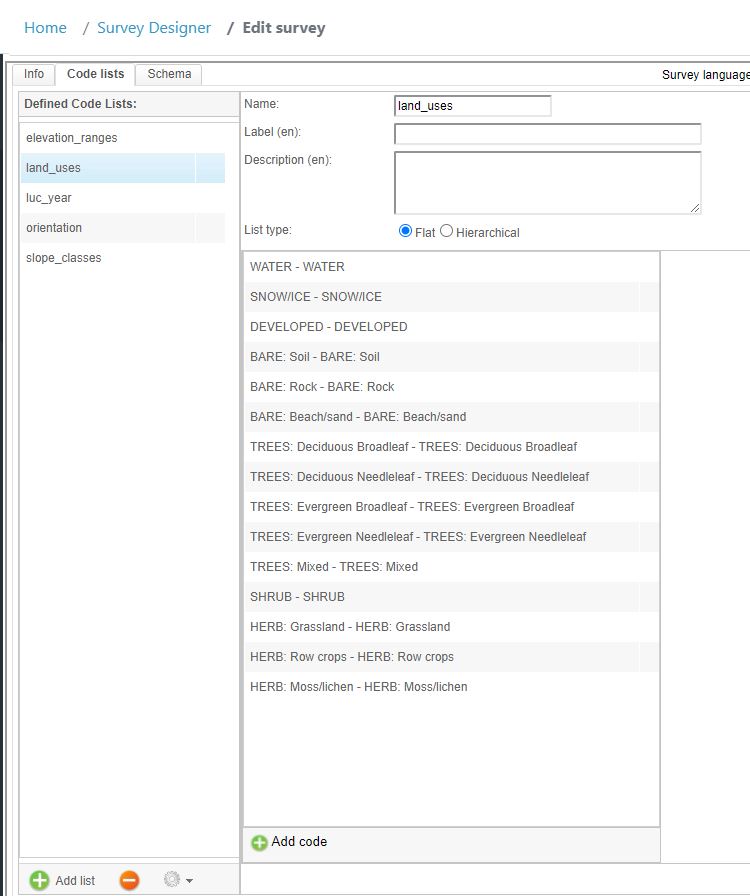 Home / Survey Designer / Edit survey
Info Code lists Schema Survey language
Defined Code Lists:
elevation_ranges
land_uses
luc_year
orientation
slope_classes
Name: land_uses
Label (en):
Description (en):
List type: Flat Hierarchical
WATER - WATER
SNOW/ICE - SNOW/ICE
DEVELOPED - DEVELOPED
BARE: Soil - BARE: Soil
BARE: Rock - BARE: Rock
BARE: Beach/sand - BARE: Beach/sand
TREES: Deciduous Broadleaf - TREES: Deciduous Broadleaf
TREES: Deciduous Needleleaf - TREES: Deciduous Needleleaf
TREES: Evergreen Broadleaf - TREES: Evergreen Broadleaf
TREES: Evergreen Needleleaf - TREES: Evergreen Needleleaf
TREES: Mixed - TREES: Mixed
SHRUB - SHRUB
HERB: Grassland - HERB: Grassland
HERB: Row crops - HERB: Row crops
HERB: Moss/lichen - HERB: Moss/lichen
Add code
Add list